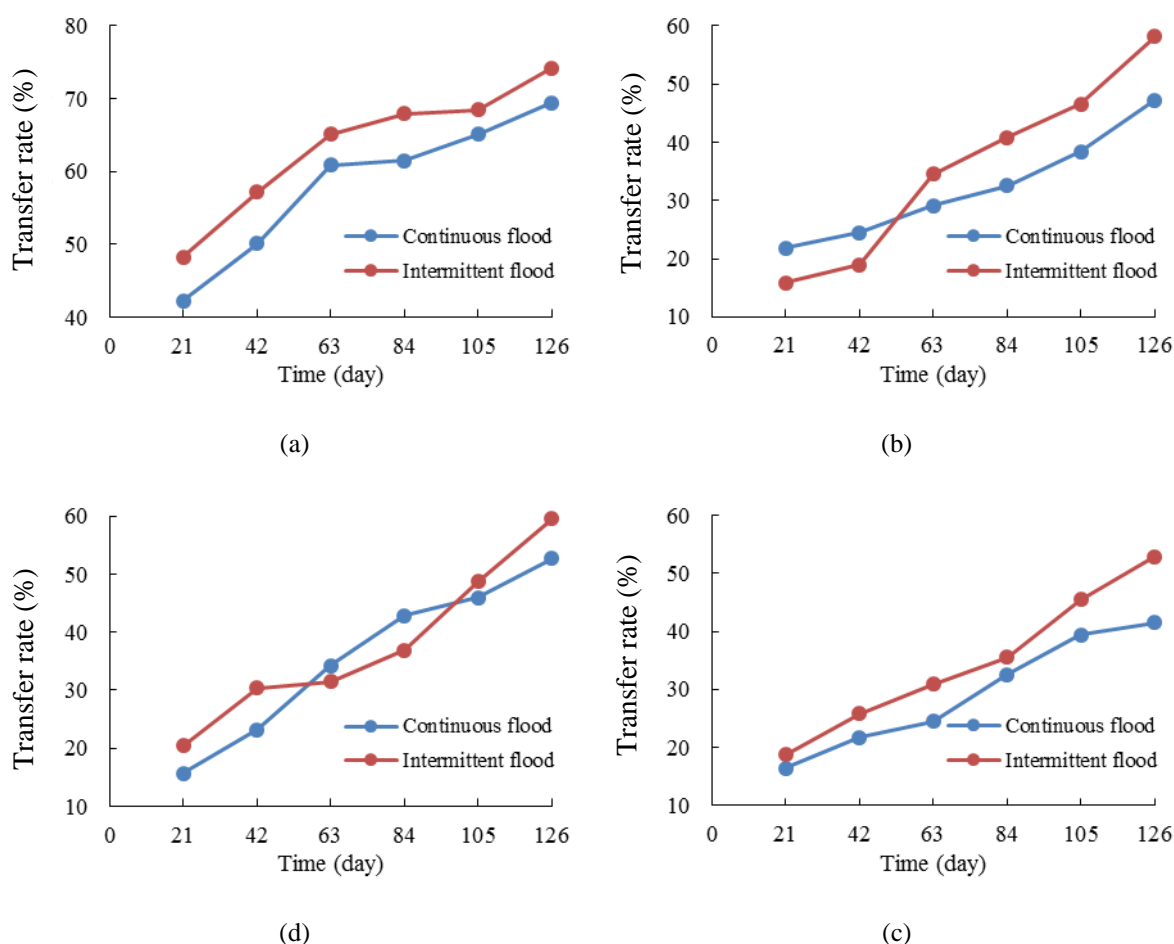 Transfer rate (%)
80
70
60
50
40
Continuous flood
Intermittent flood
0 21 42 63 84 105 126
Time (day)
(a)
Transfer rate (%)
60
50
40
30
20
10
Continuous flood
Intermittent flood
0 21 42 63 84 105 126
Time (day)
(b)
Transfer rate (%)
60
50
40
30
20
10
Continuous flood
Intermittent flood
0 21 42 63 84 105 126
Time (day)
(d)
Transfer rate (%)
60
50
40
30
20
10
Continuous flood
Intermittent flood
0 21 42 63 84 105 126
Time (day)
(c)